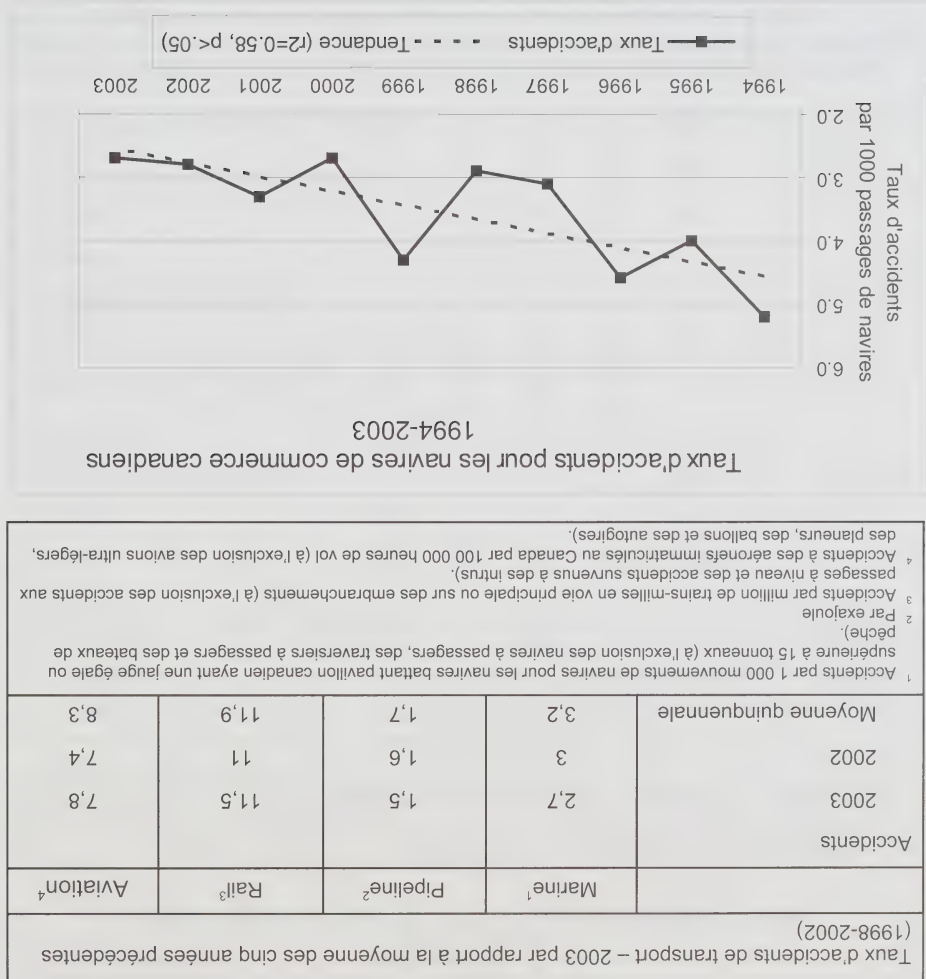 Taux d'accidents de transport – 2003 par rapport à la moyenne des cinq années précédentes
(1998-2002)
Marine¹ Pipeline² Rail³ Aviation⁴
Accidents
2003 2,7 1,5 11,5 7,8
2002 3 1,6 11 7,4
Moyenne quinquennale 3,2 1,7 11,9 8,3
¹ Accidents par 1 000 mouvements de navires pour les navires battant pavillon canadien ayant une jauge égale ou
supérieure à 15 tonneaux (à l'exclusion des navires à passagers, des traversiers à passagers et des bateaux de
pêche).
² Par exajoule
³ Accidents par million de trains-milles en voie principale ou sur des embranchements (à l'exclusion des accidents aux
passages à niveau et des accidents survenus à des intrus).
⁴ Accidents à des aéronefs immatriculés au Canada par 100 000 heures de vol (à l'exclusion des avions ultra-légers,
des planeurs, des ballons et des autogires).
Taux d'accidents pour les navires de commerce canadiens
1994-2003
Taux d'accidents
par 1000 passages de navires
6.0
5.0
4.0
3.0
2.0
1994 1995 1996 1997 1998 1999 2000 2001 2002 2003
Taux d'accidents Tendance (r2=0.58, p<.05)